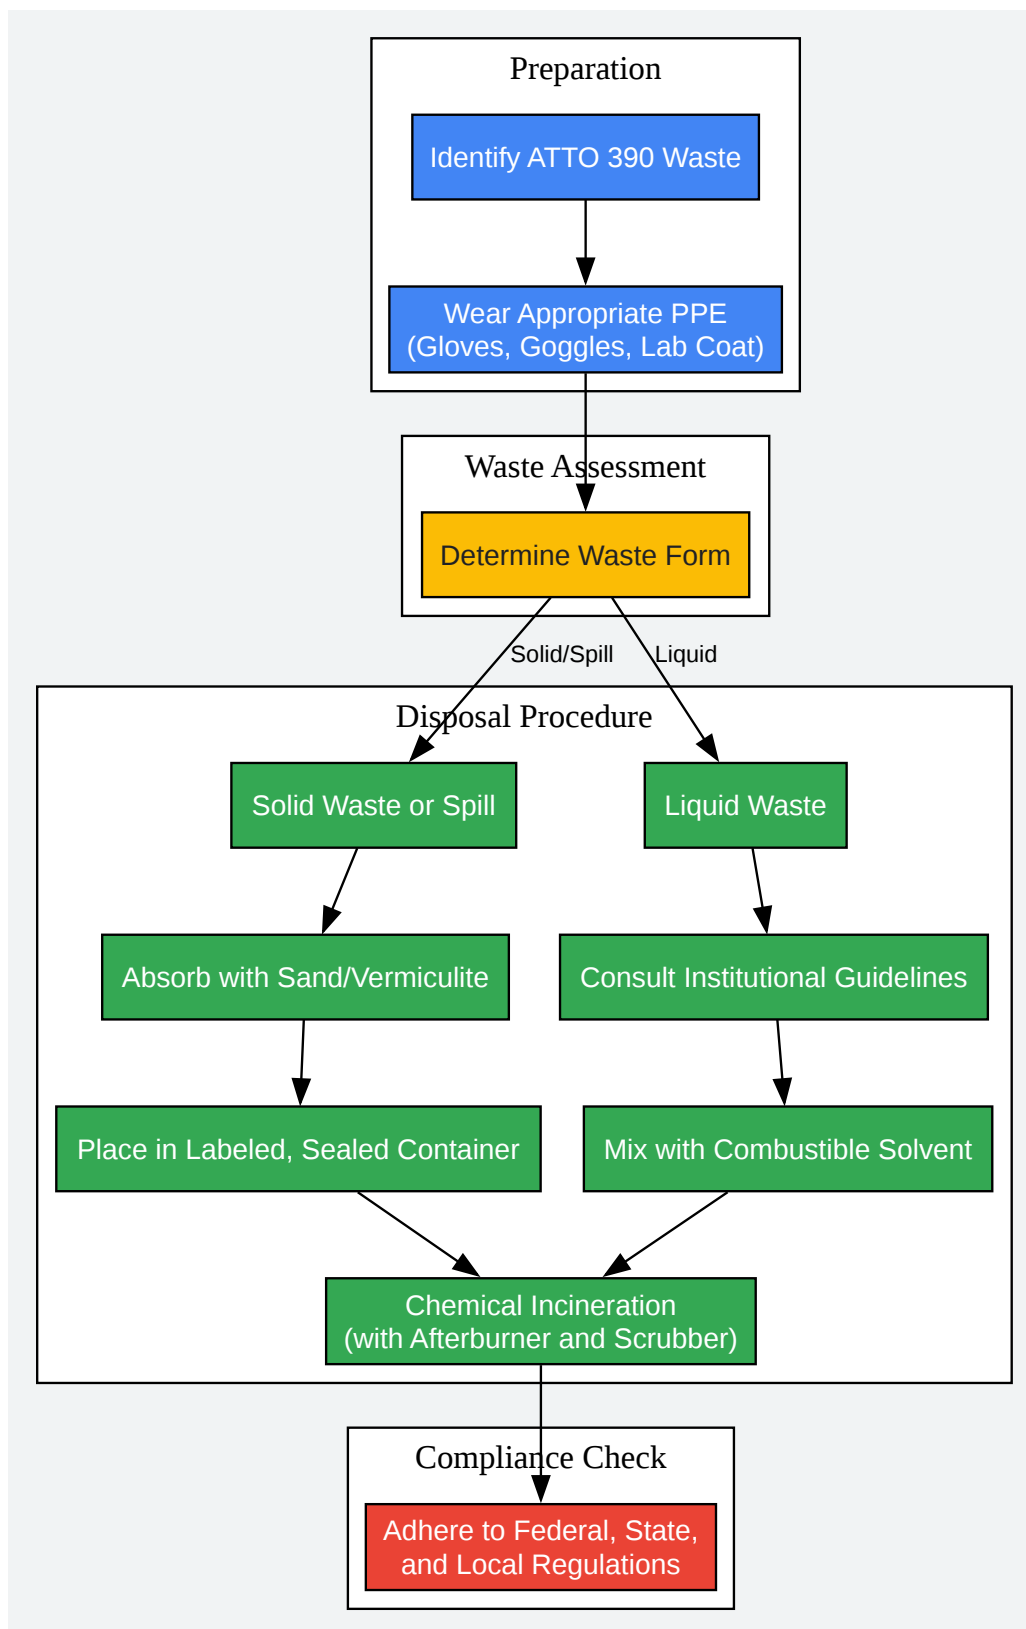 Preparation
Identify ATTO 390 Waste
Wear Appropriate PPE
(Gloves, Goggles, Lab Coat)
Waste Assessment
Determine Waste Form
Solid/Spill
Liquid
Disposal Procedure
Solid Waste or Spill
Liquid Waste
Absorb with Sand/Vermiculite
Consult Institutional Guidelines
Place in Labeled, Sealed Container
Mix with Combustible Solvent
Chemical Incineration
(with Afterburner and Scrubber)
Compliance Check
Adhere to Federal, State,
and Local Regulations